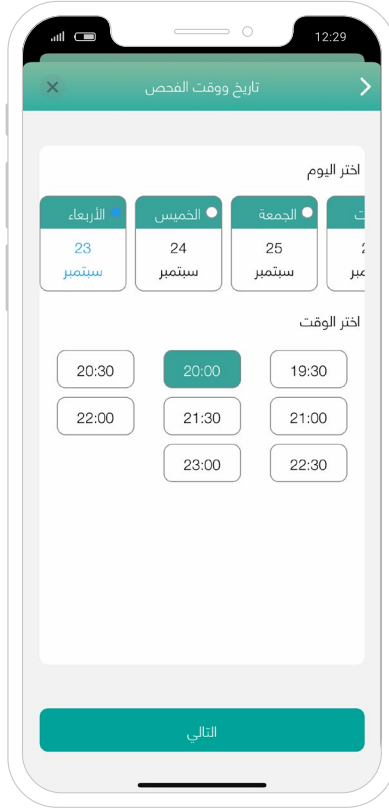 12:29
تاريخ ووقت الفحص
اختر اليوم
الجمعة الخميس الأربعاء
25 24 23
سبتمبر سبتمبر سبتمبر
اختر الوقت
19:30 20:00 20:30
21:00 21:30 22:00
22:30 23:00
التالي